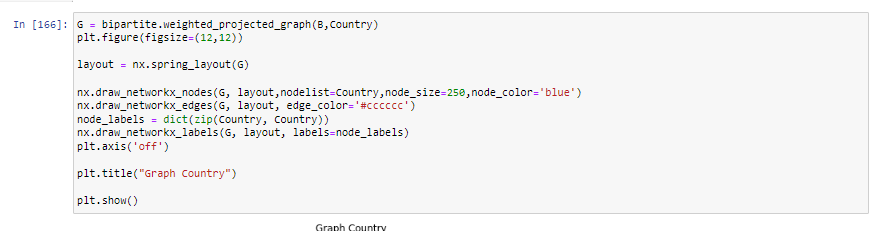 In [166]: G = bipartite.weighted_projected_graph(B,Country)
plt.figure(figsize=(12,12))
layout = nx.spring_layout(G)
nx.draw_networkx_nodes(G, layout,nodelist=Country,node_size=250,node_color='blue')
nx.draw_networkx_edges(G, layout, edge_color='#cccccc')
node_labels = dict(zip(Country, Country))
nx.draw_networkx_labels(G, layout, labels=node_labels)
plt.axis('off')
plt.title("Graph Country")
plt.show()
Graph Country